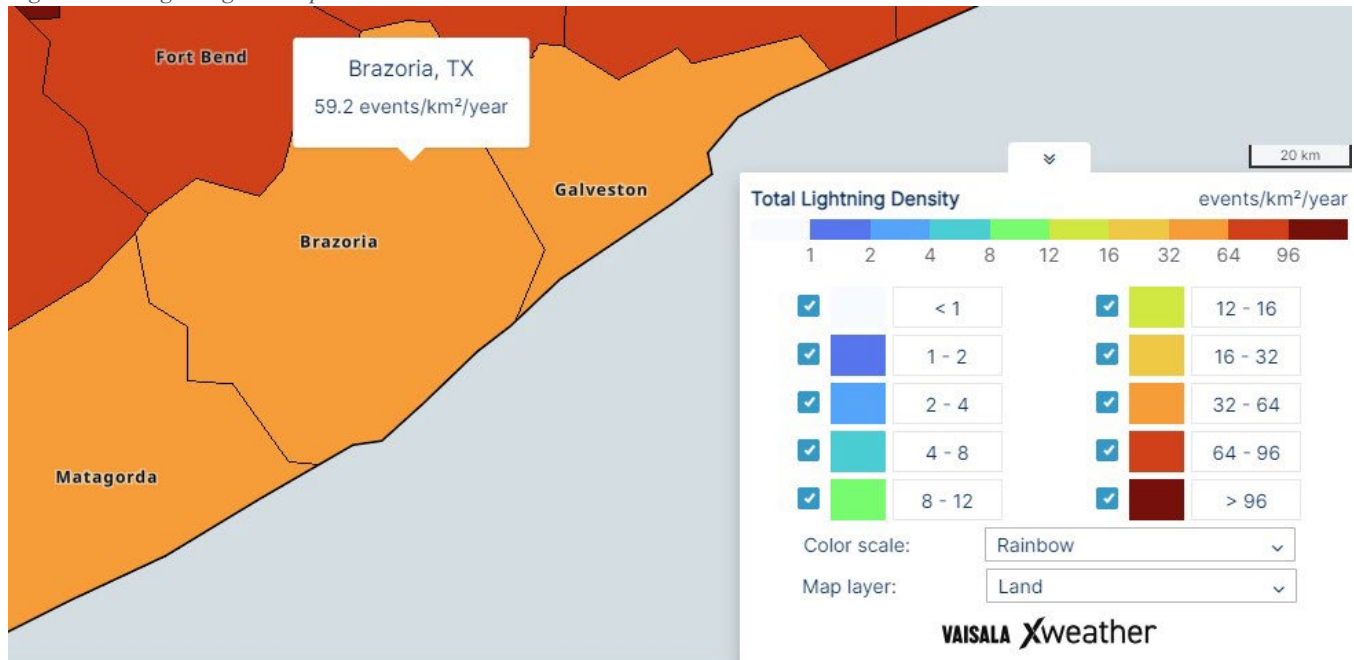 Fort Bend
Brazoria, TX
59.2 events/km²/year
Galveston
Brazoria
Matagorda
20 km
Total Lightning Density events/km²/year
1 2 4 8 12 16 32 64 96
< 1 12 - 16
1 - 2 16 - 32
2 - 4 32 - 64
4 - 8 64 - 96
8 - 12 > 96
Color scale: Rainbow
Map layer: Land
VAISALA Xweather